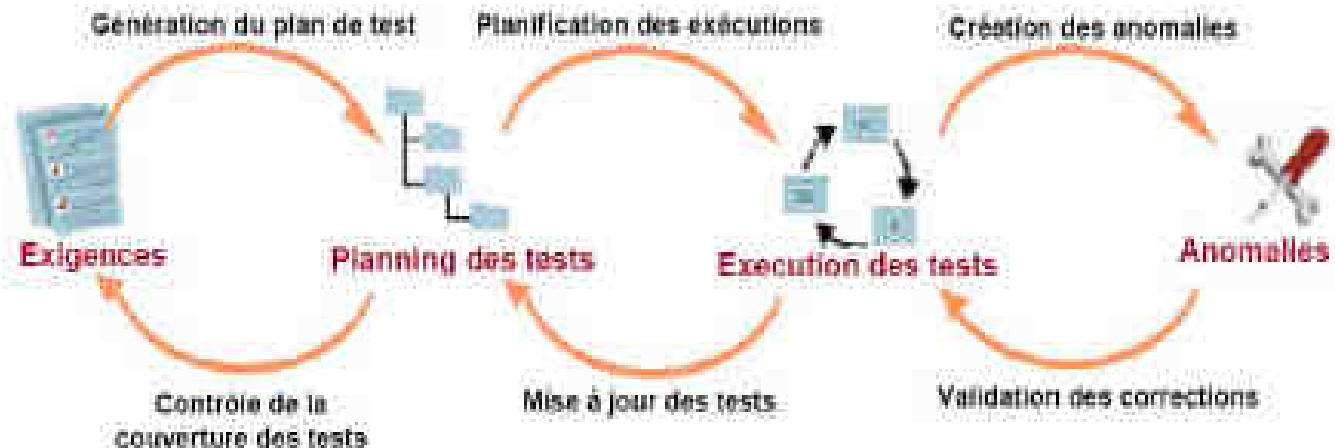 Génération du plan de test
Planification des exécutions
Création des anomalies
Exigences
Planning des tests
Execution des tests
Anomalies
Contrôle de la
couverture des tests
Mise à jour des tests
Validation des corrections